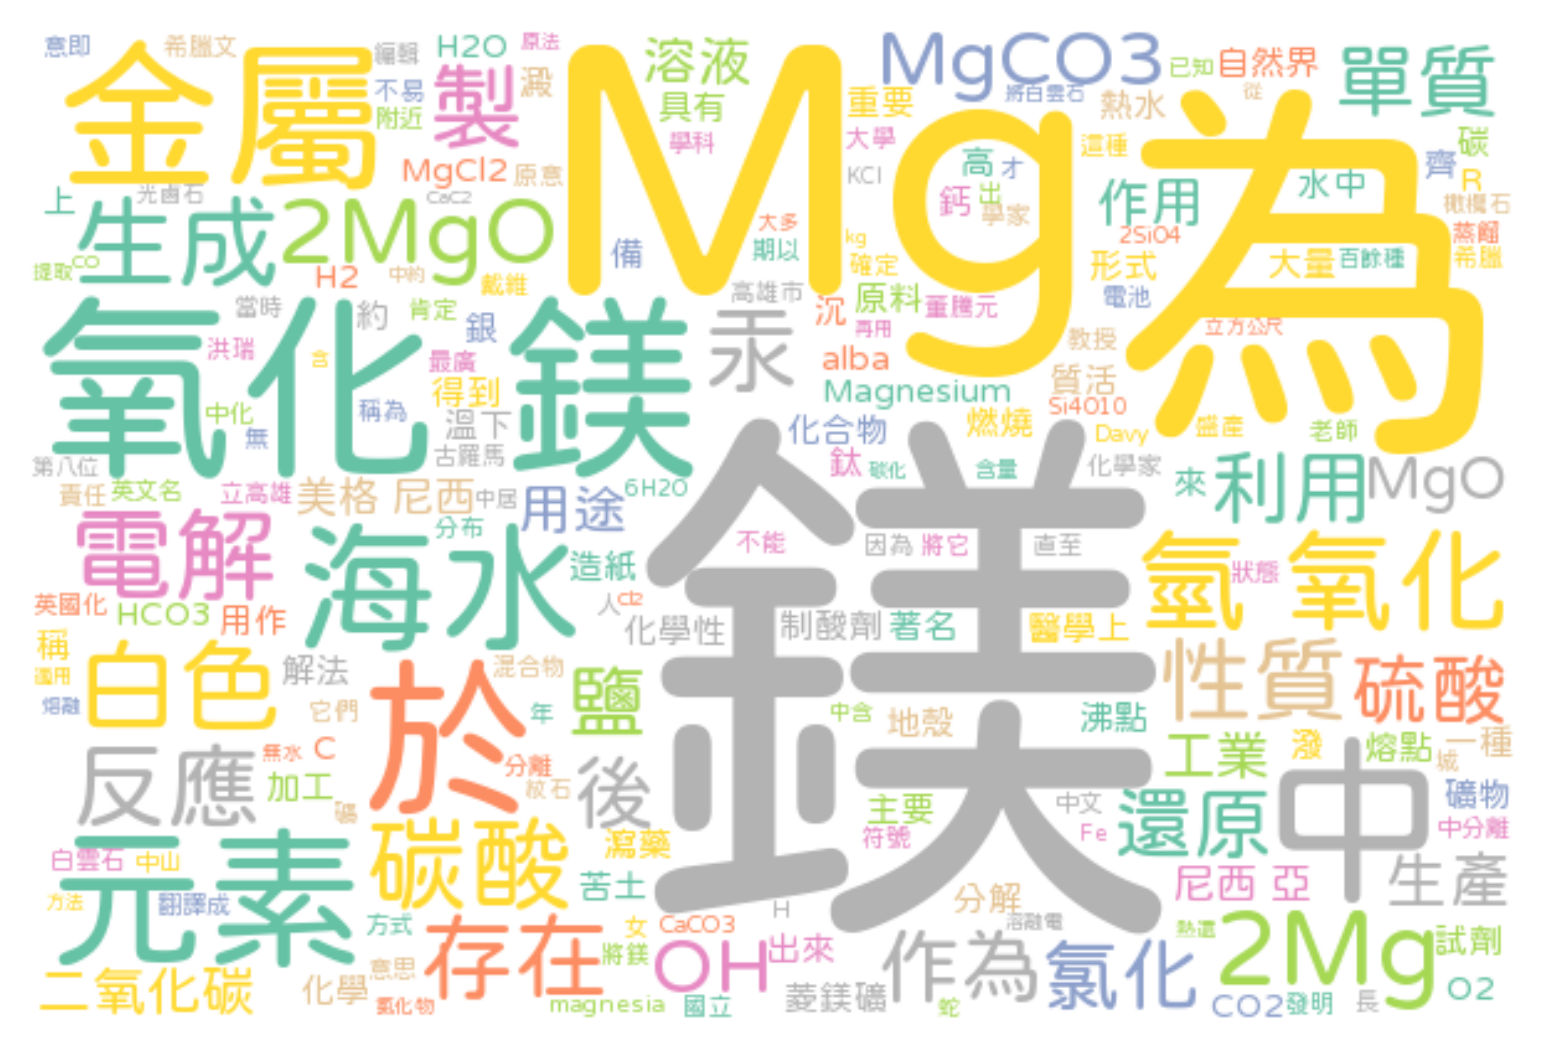 意即 希臘文 編輯 H2O 原法
金屬 不易 製 澱 溶液 MgCO3 已知 自然界 單質
附近 具有 重要 將白雲石 熱水 從
Mg 為
學科 大學 這種 碳
MgCl2 原意 KCl 高 才 齊 R
光鹵石 CaC2 鈣 出 作用 水中 橄欖石
上 生成 2MgO 大多 學家 2SiO4 蒸餾
備 期以 kg 確定 形式 大量 百餘種 希臘
提取 CO H2 中約 戴維 高雄市 原料 董騰元 電池
當時 約 肯定 銀 汞 沉 再用 立方公尺
氧化 鎂 洪瑞 含 最廣 alba 教授
中化 稱為 得到 Magnesium 質活 Si4O10
無 溫下 化合物 燃燒 Davy 盛產 老師
第八位 古羅馬 鈦 碳化 含量 化學家 來 利用 MgO
責任 英文名 立高雄 美格 尼西 中居 用途 6H2O
鎂
電解 海水 分布 不能 因為 將它 直至 氫 氧化
造紙 狀態
英國化 HCO3 用作 人 Cl2 化學性 制酸劑 著名 醫學上
稱 白色 解法 混合物 性質 硫酸
適用 熔融 它們 於 年 鹽 中含 地殼 沸點
反應 無水 C 分離 工業 發 熔點 一種 城
加工 礦 紋石 後 主要 中文 還原 中 礦物
碳酸 瀉藥 符號 Fe 中分離
白雲石 中山 元素 苦土 尼西 亞 生產
方法 翻譯成 方式 女 CaCO3 H 分解 溶融電
存在 將鎂 OH 出來 作為 熱還 2Mg 試劑
二氧化碳 化學 意思 氯化 O2
氯化物 magnesia 國立 菱鎂礦 蛇 CO2 發明 長